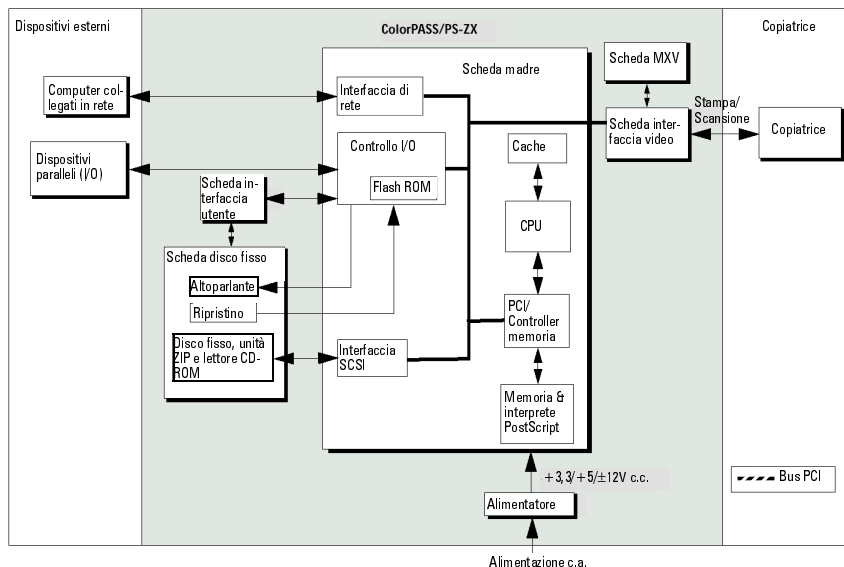 Dispositivi esterni
ColorPASS/PS-ZX
Copiatrice
Scheda madre
Scheda MXV
Computer col-
legati in rete
Interfaccia di
rete
Stampa/
Scansione
Scheda inter-
faccia video
Copiatrice
Controllo I/O
Flash ROM
Cache
Dispositivi
paralleli (I/O)
Scheda in-
terfaccia
utente
CPU
Scheda disco fisso
Altoparlante
Ripristino
PCI/
Controller
memoria
Disco fisso, unità
ZIP e lettore CD-
ROM
Interfaccia
SCSI
Memoria &
interprete
PostScript
+3,3/+5/±12V c.c.
Bus PCI
Alimentatore
Alimentazione c.a.